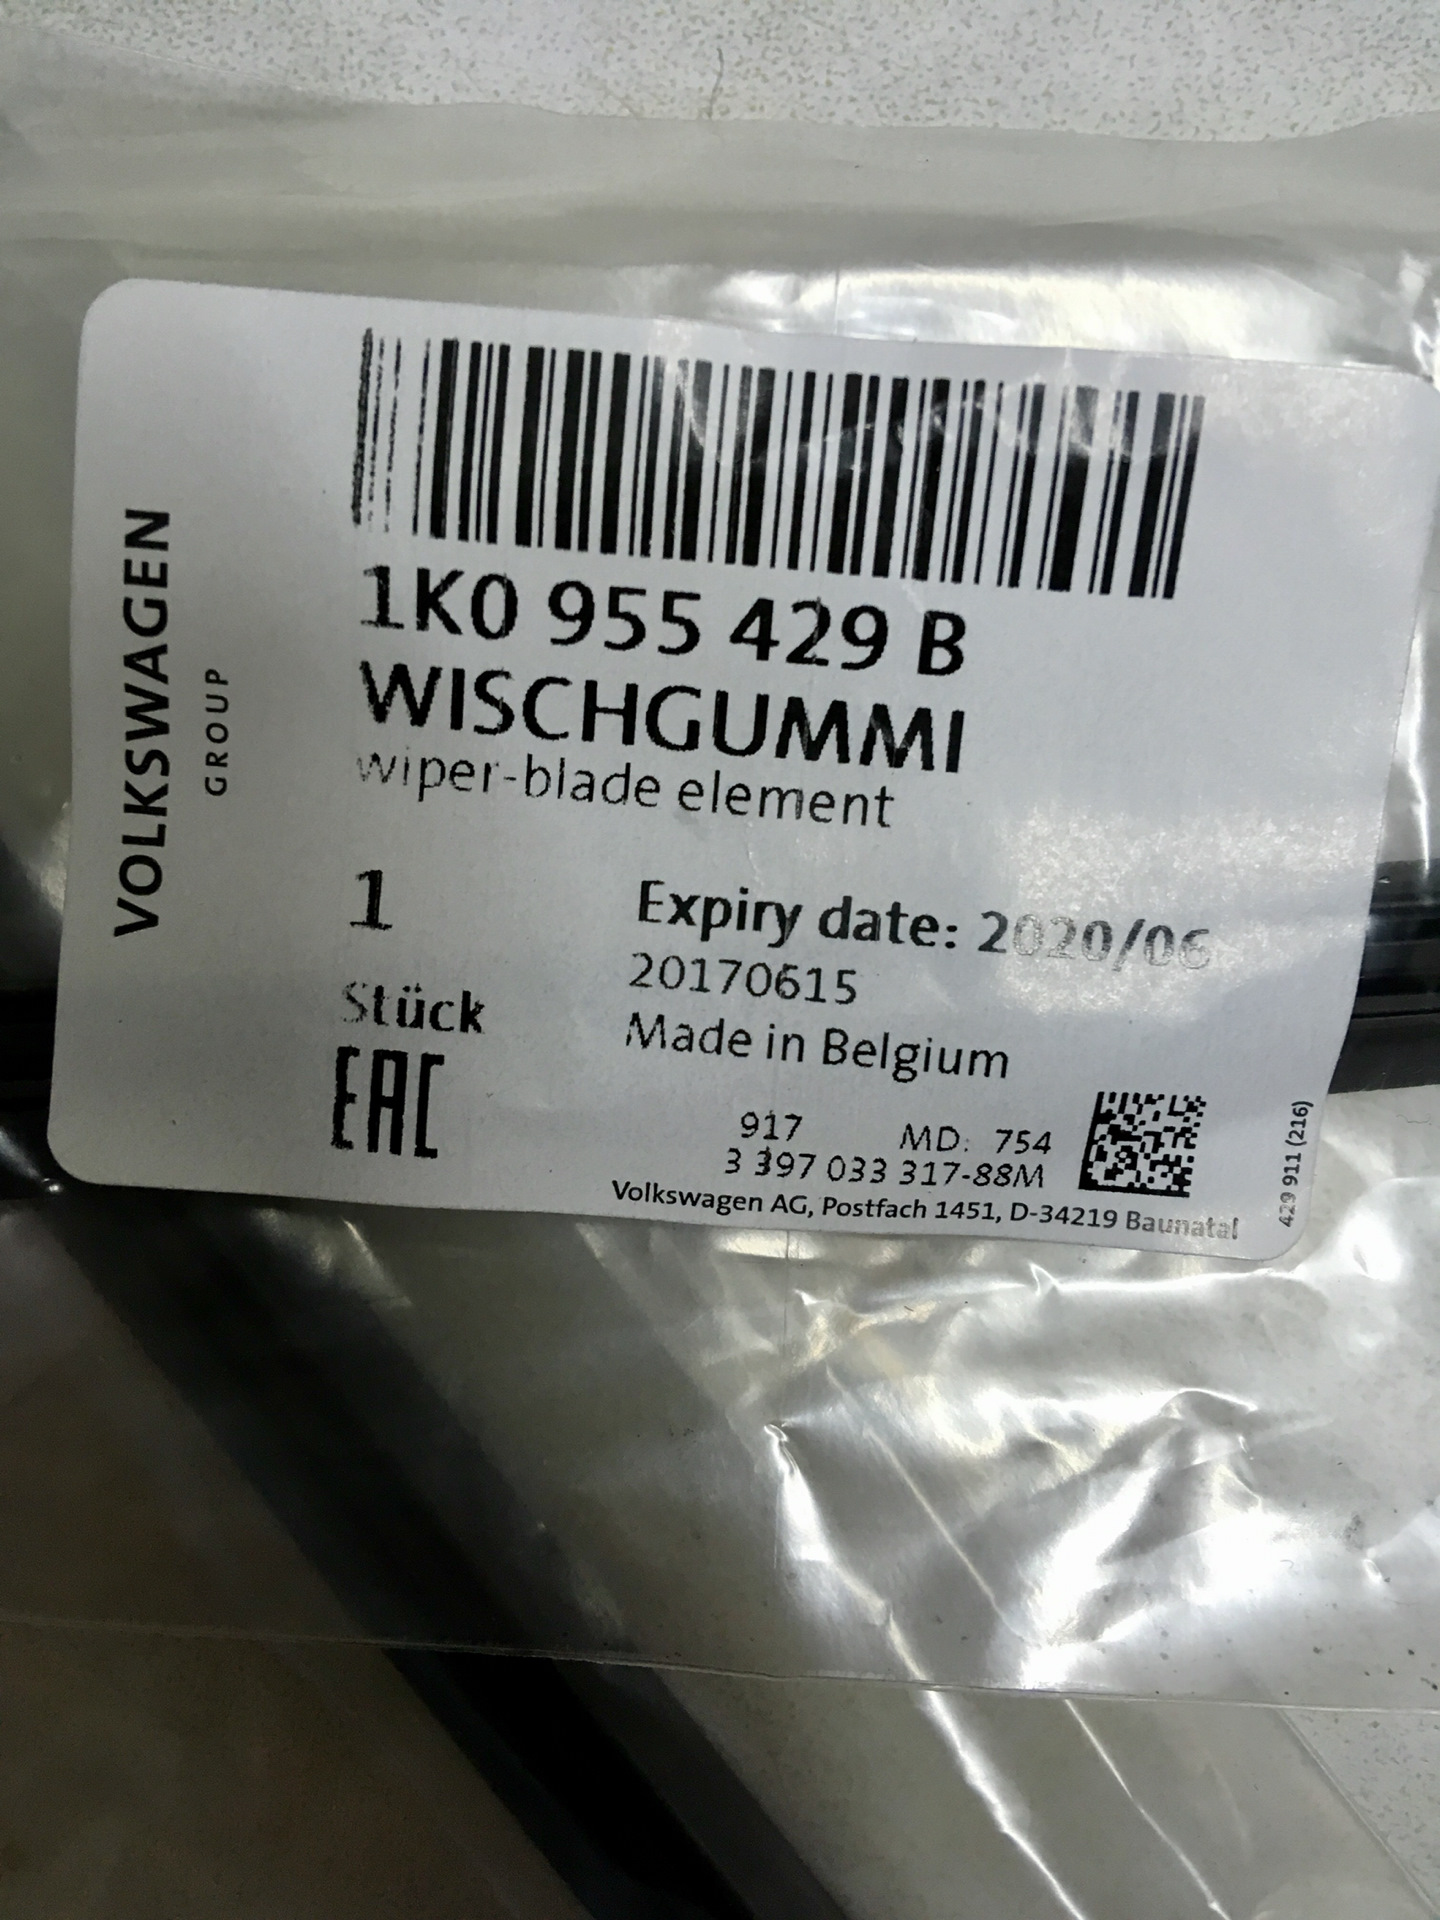 VOLKSWAGEN
GROUP
1K0 955 429 B
WISCHGUMMI
wiper-blade element
1
Stück
EAC
Expiry date: 2020/06
20170615
Made in Belgium
917 MD: 754
3 397 033 317-88M
Volkswagen AG, Postfach 1451, D-34219 Baunatal
429 911 (216)